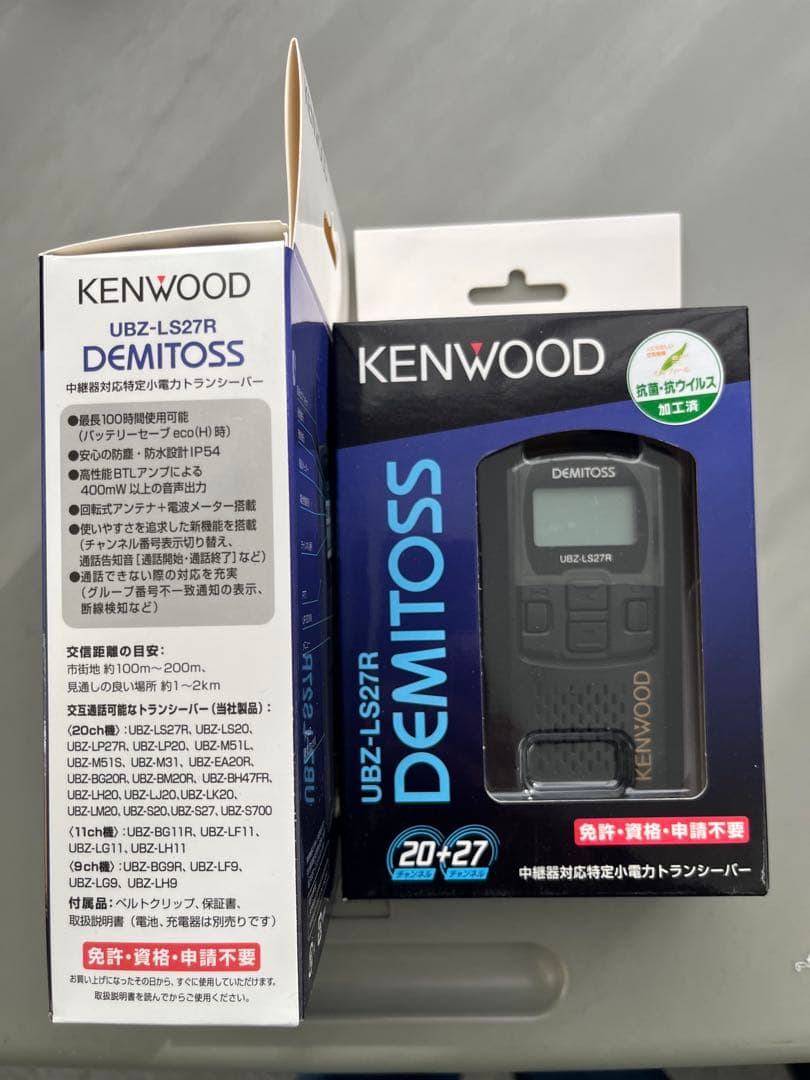 KENWOOD
UBZ-LS27R
DEMITOSS
中継器対応特定小電力トランシーバー
●最長100時間使用可能
(バッテリーセーブ eco(H) 時)
●安心の防塵・防水設計IP54
●高性能BTLアンプによる
400mW以上の音声出力
●回転式アンテナ+電波メーター搭載
●使いやすさを追求した新機能を搭載
(チャンネル番号表示切り替え、
通話告知音[通話開始・通話終了]など)
●通話できない際の対応を充実
(グループ番号不一致通知の表示、
断線検知など)
交信距離の目安:
市街地 約100m〜200m、
見通しの良い場所 約1〜2km
交互通話可能なトランシーバー(当社製品):
〈20ch機〉:UBZ-LS27R、UBZ-LS20、
UBZ-LP27R、UBZ-LP20、UBZ-M51L、
UBZ-M51S、UBZ-M31、UBZ-EA20R、
UBZ-BG20R、UBZ-BM20R、UBZ-BH47FR、
UBZ-LH20、UBZ-LJ20、UBZ-LK20、
UBZ-LM20、UBZ-S20、UBZ-S27、UBZ-S700
〈11ch機〉:UBZ-BG11R、UBZ-LF11、
UBZ-LG11、UBZ-LH11
〈9ch機〉:UBZ-BG9R、UBZ-LF9、
UBZ-LG9、UBZ-LH9
付属品:ベルトクリップ、保証書、
取扱説明書(電池、充電器は別売りです)
免許・資格・申請不要
お買い上げになったその日から、すぐに使用していただけます。
取扱説明書を読んでからご使用ください。
UBZ-LS27R
KENWOOD
抗菌・抗ウイルス
加工済
UBZ-LS27R
DEMITOSS
DEMITOSS
UBZ-LS27R
KENWOOD
20+27
チャンネル チャンネル
免許・資格・申請不要
中継器対応特定小電力トランシーバー